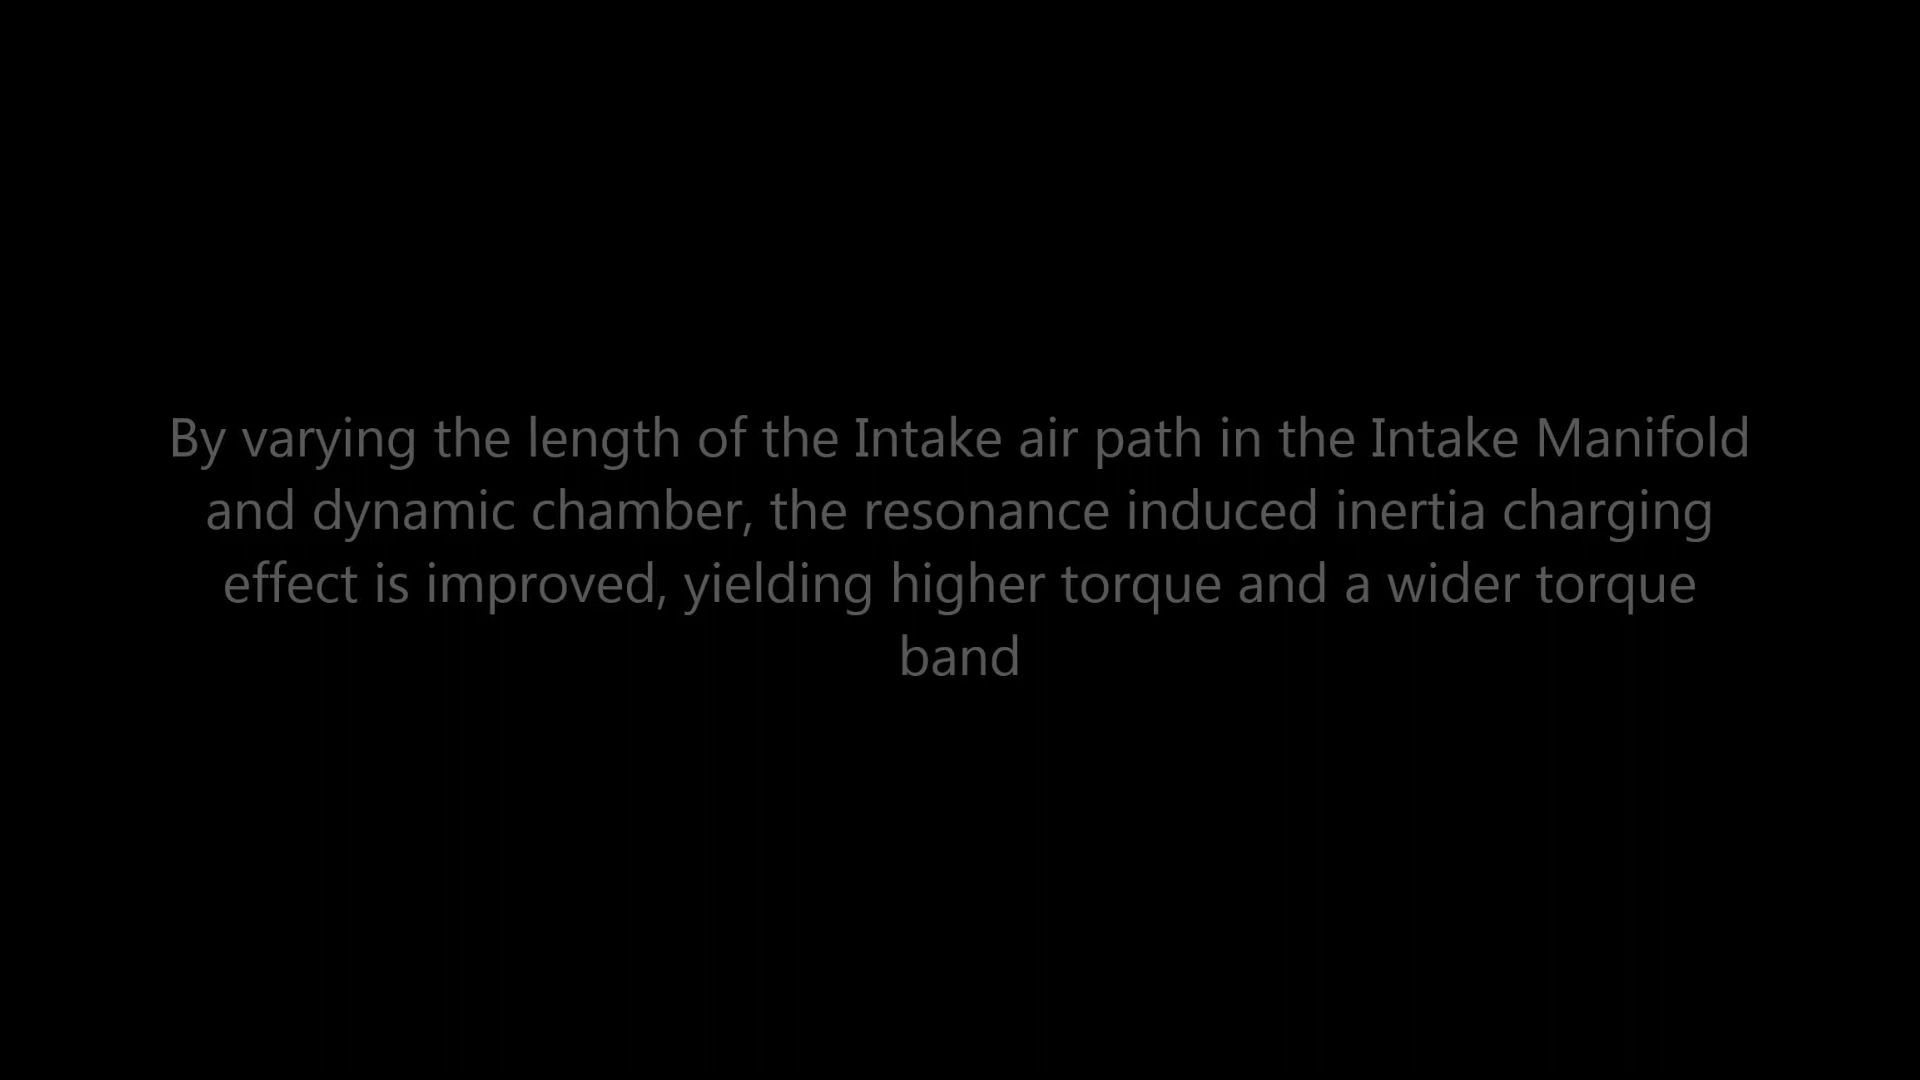 By varying the length of the Intake air path in the Intake Manifold
and dynamic chamber, the resonance induced inertia charging
effect is improved, yielding higher torque and a wider torque
band